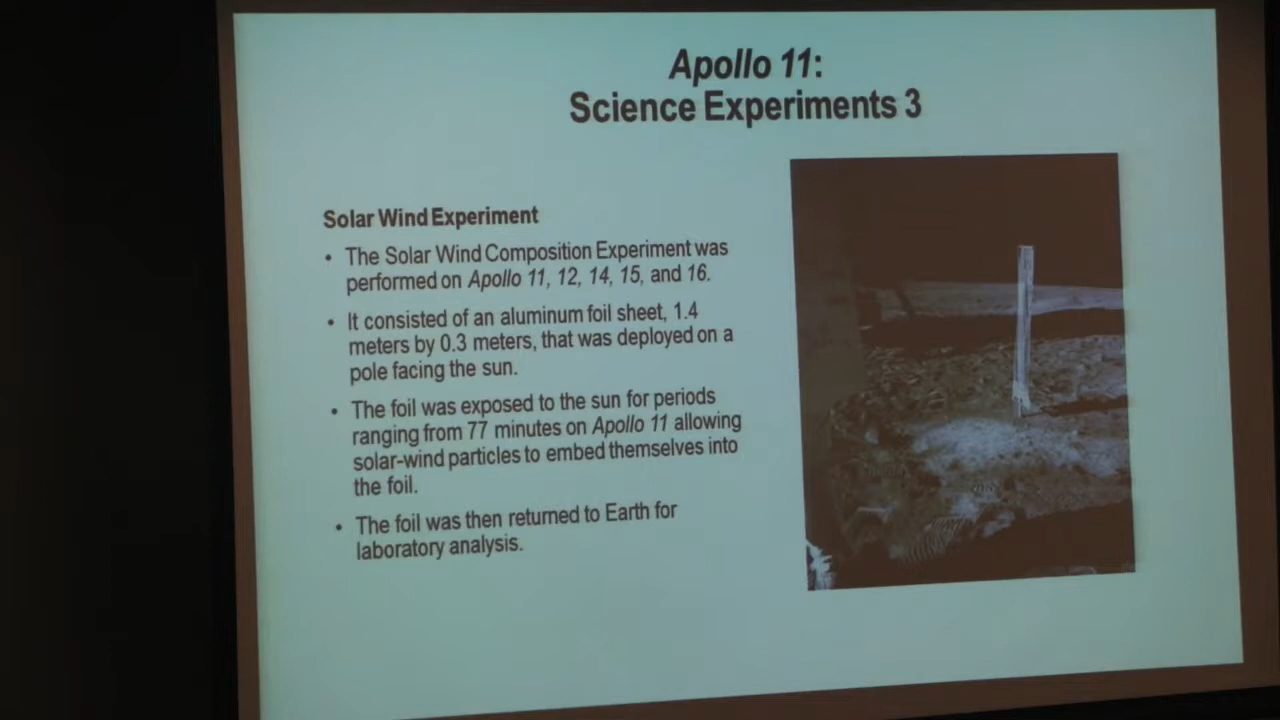 Apollo 11:
Science Experiments 3
Solar Wind Experiment
• The Solar Wind Composition Experiment was
performed on Apollo 11, 12, 14, 15, and 16.
• It consisted of an aluminum foil sheet, 1.4
meters by 0.3 meters, that was deployed on a
pole facing the sun.
• The foil was exposed to the sun for periods
ranging from 77 minutes on Apollo 11 allowing
solar-wind particles to embed themselves into
the foil.
• The foil was then returned to Earth for
laboratory analysis.